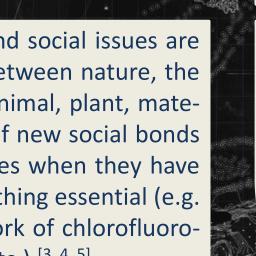 nd social issues are
etween nature, the
nimal, plant, mate-
f new social bonds
es when they have
thing essential (e.g.
ork of chlorofluoro-
[3, 4, 5]